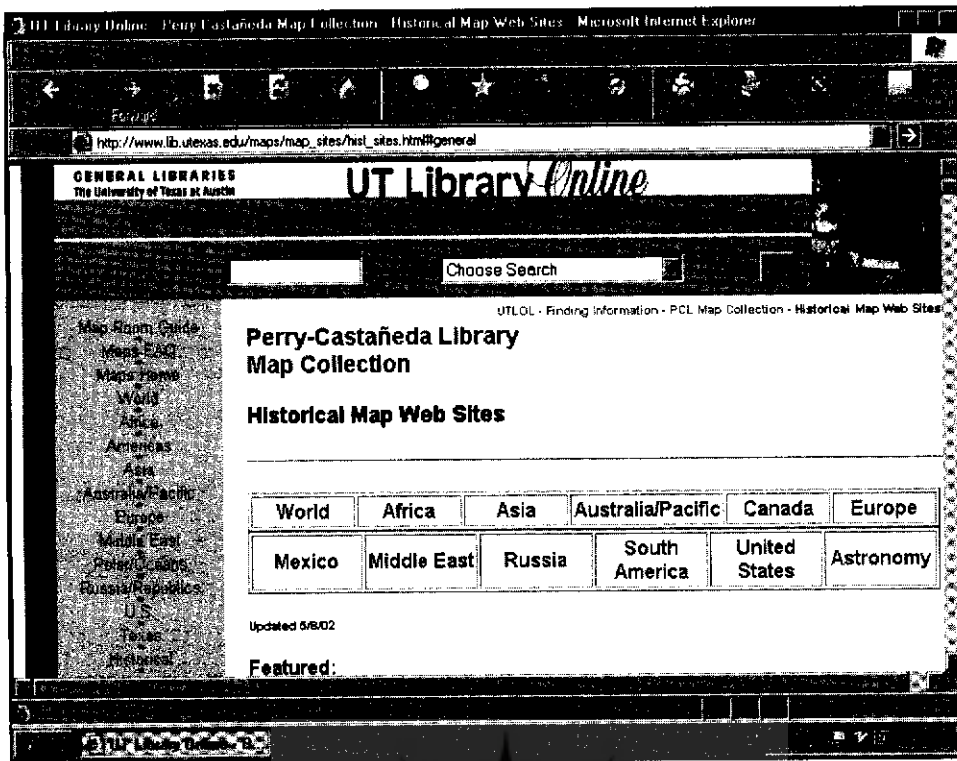 UT Library Online - Perry-Castañeda Map Collection - Historical Map Web Sites - Microsoft Internet Explorer
Forward
http://www.lib.utexas.edu/maps/map_sites/hist_sites.html#general
GENERAL LIBRARIES
The University of Texas at Austin
UT Library Online
Choose Search
UTLOL - Finding Information - PCL Map Collection - Historical Map Web Sites
Map Room Guide
Maps FAQ
Maps Home
World
Africa
Americas
Asia
Australia/Pacific
Europe
Middle East
Polar/Oceans
Russia/Republics
U.S.
Texas
Historical
Perry-Castañeda Library
Map Collection
Historical Map Web Sites
World Africa Asia Australia/Pacific Canada Europe
Mexico Middle East Russia South America United States Astronomy
Updated 5/8/02
Featured: